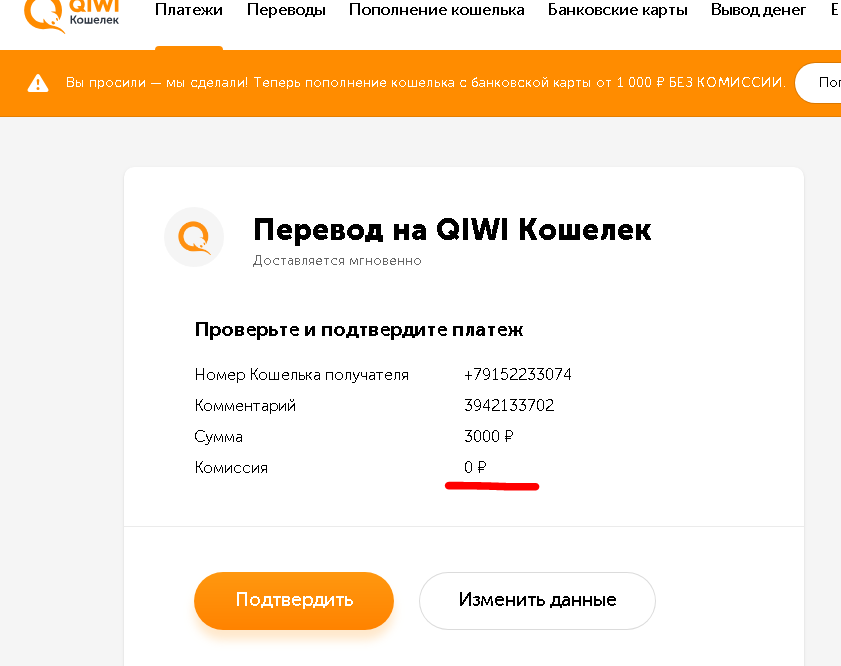 QIWI
Кошелек
Платежи Переводы Пополнение кошелька Банковские карты Вывод денег
Вы просили — мы сделали! Теперь пополнение кошелька с банковской карты от 1 000 ₽ БЕЗ КОМИССИИ.
Перевод на QIWI Кошелек
Доставляется мгновенно
Проверьте и подтвердите платеж
Номер Кошелька получателя +79152233074
Комментарий 3942133702
Сумма 3000 ₽
Комиссия 0 ₽
Подтвердить Изменить данные